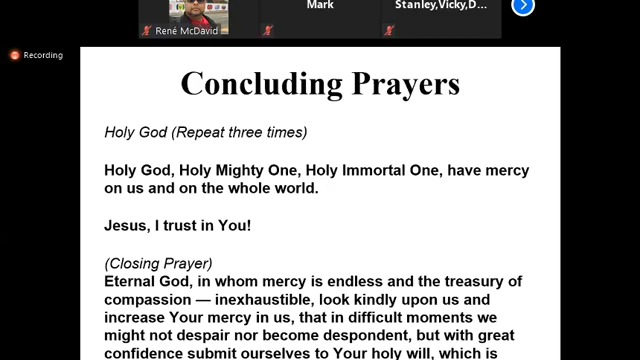 Mark
Stanley,Vicky,D...
René McDavid
Recording
Concluding Prayers
Holy God (Repeat three times)
Holy God, Holy Mighty One, Holy Immortal One, have mercy
on us and on the whole world.
Jesus, I trust in You!
(Closing Prayer)
Eternal God, in whom mercy is endless and the treasury of
compassion — inexhaustible, look kindly upon us and
increase Your mercy in us, that in difficult moments we
might not despair nor become despondent, but with great
confidence submit ourselves to Your holy will, which is